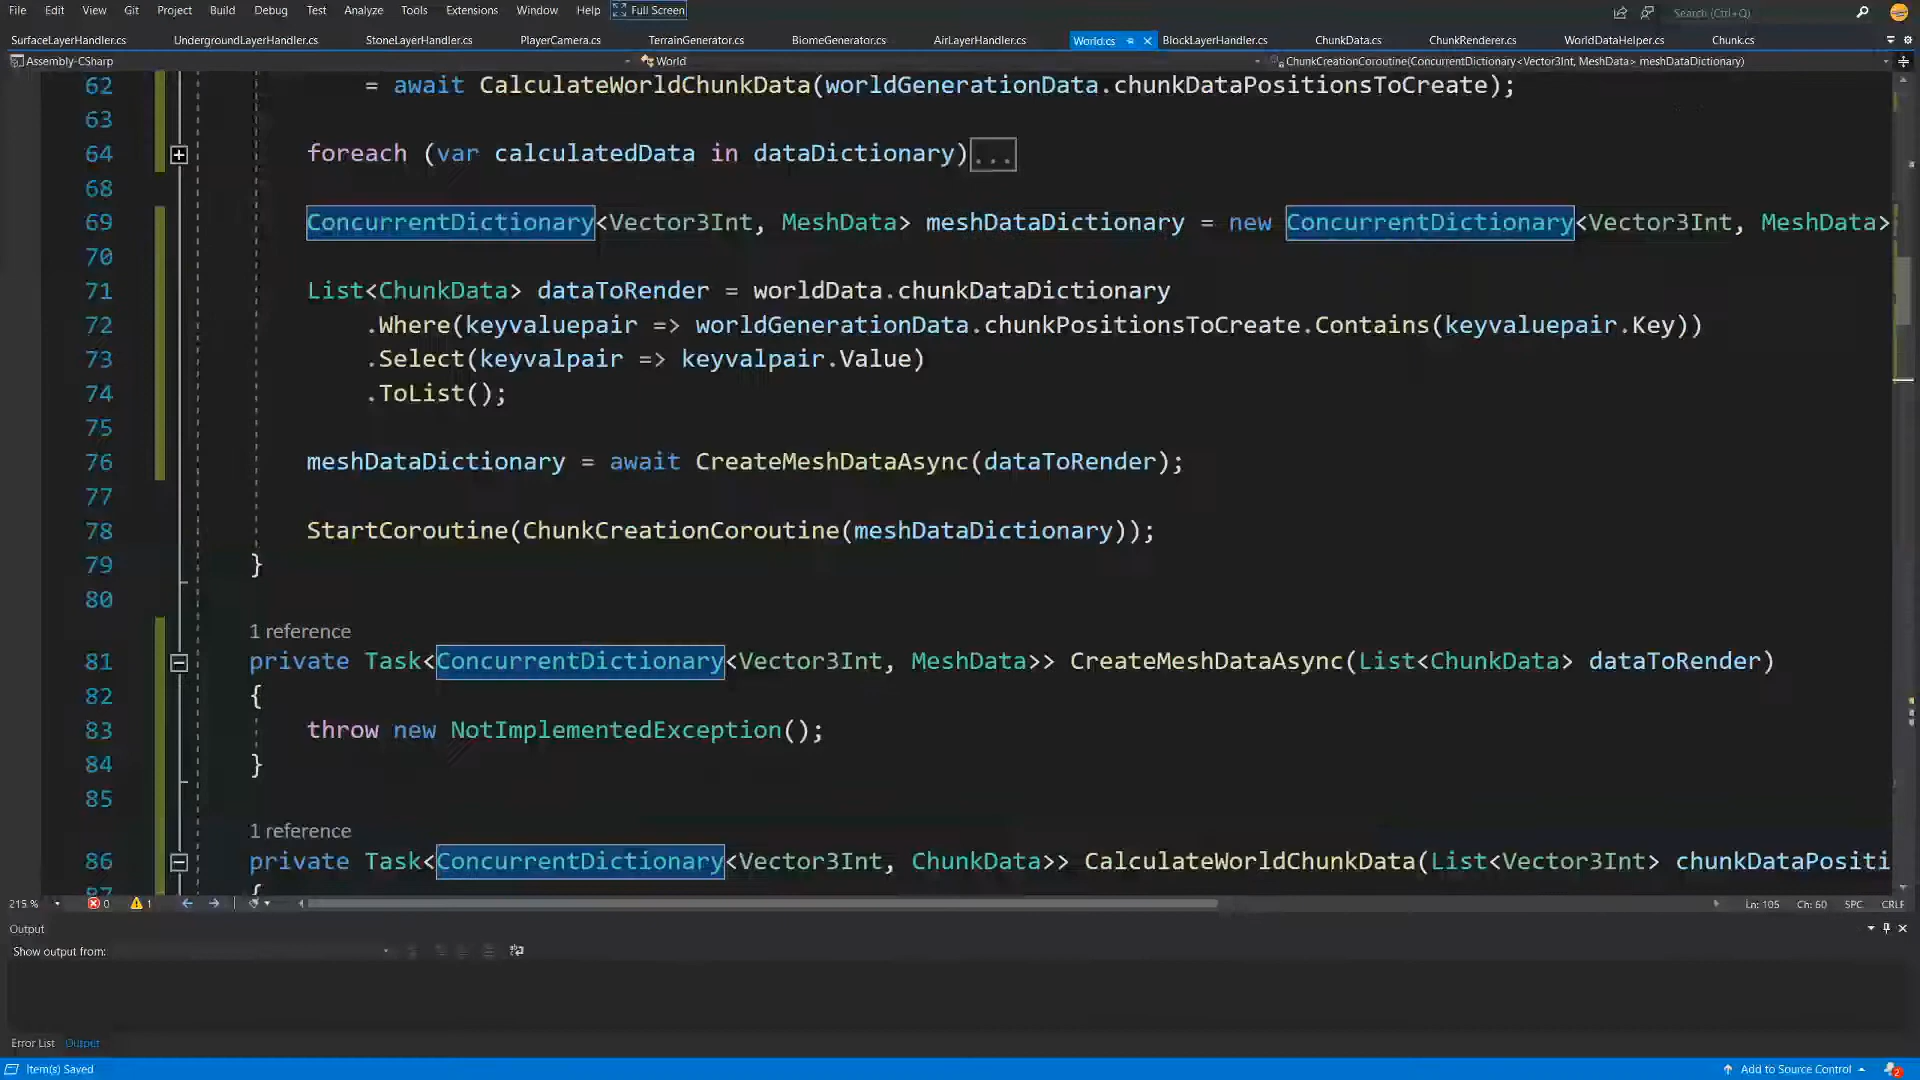 File Edit View Git Project Build Debug Test Analyze Tools Extensions Window Help Full Screen Search (Ctrl+Q)
SurfaceLayerHandler.cs UndergroundLayerHandler.cs StoneLayerHandler.cs PlayerCamera.cs TerrainGenerator.cs BiomeGenerator.cs AirLayerHandler.cs World.cs BlockLayerHandler.cs ChunkData.cs ChunkRenderer.cs WorldDataHelper.cs Chunk.cs
Assembly-CSharp World ChunkCreationCoroutine(ConcurrentDictionary<Vector3Int, MeshData> meshDataDictionary)
62 = await CalculateWorldChunkData(worldGenerationData.chunkDataPositionsToCreate);
63
64 foreach (var calculatedData in dataDictionary)...
68
69 ConcurrentDictionary<Vector3Int, MeshData> meshDataDictionary = new ConcurrentDictionary<Vector3Int, MeshData>
70
71 List<ChunkData> dataToRender = worldData.chunkDataDictionary
72 .Where(keyvaluepair => worldGenerationData.chunkPositionsToCreate.Contains(keyvaluepair.Key))
73 .Select(keyvalpair => keyvalpair.Value)
74 .ToList();
75
76 meshDataDictionary = await CreateMeshDataAsync(dataToRender);
77
78 StartCoroutine(ChunkCreationCoroutine(meshDataDictionary));
79 }
80
1 reference
81 private Task<ConcurrentDictionary<Vector3Int, MeshData>> CreateMeshDataAsync(List<ChunkData> dataToRender)
82 {
83 throw new NotImplementedException();
84 }
85
1 reference
86 private Task<ConcurrentDictionary<Vector3Int, ChunkData>> CalculateWorldChunkData(List<Vector3Int> chunkDataPositi
87 {
215 % 0 1 Ln: 105 Ch: 60 SPC CRLF
Output
Show output from:
Error List Output
Item(s) Saved Add to Source Control 2